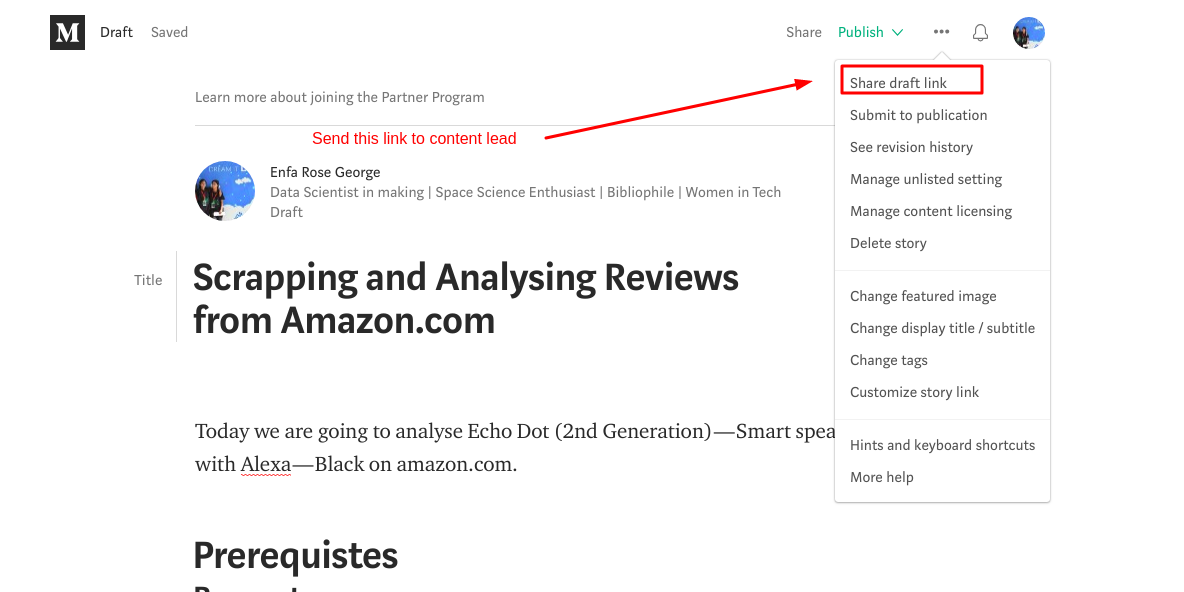 M Draft Saved Share Publish
Share draft link
Learn more about joining the Partner Program
Submit to publication
Send this link to content lead
See revision history
Enfa Rose George
Manage unlisted setting
Data Scientist in making | Space Science Enthusiast | Bibliophile | Women in Tech
Draft
Manage content licensing
Delete story
Title
Scrapping and Analysing Reviews
from Amazon.com
Change featured image
Change display title / subtitle
Change tags
Customize story link
Today we are going to analyse Echo Dot (2nd Generation)—Smart spea
with Alexa—Black on amazon.com.
Hints and keyboard shortcuts
More help
Prerequistes